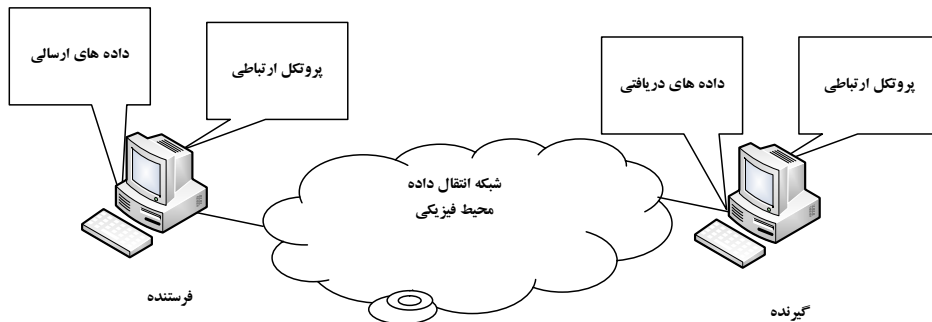 داده های ارسالی
پروتکل ارتباطی
داده های دریافتی
پروتکل ارتباطی
شبکه انتقال داده
محیط فیزیکی
فرستنده
گیرنده